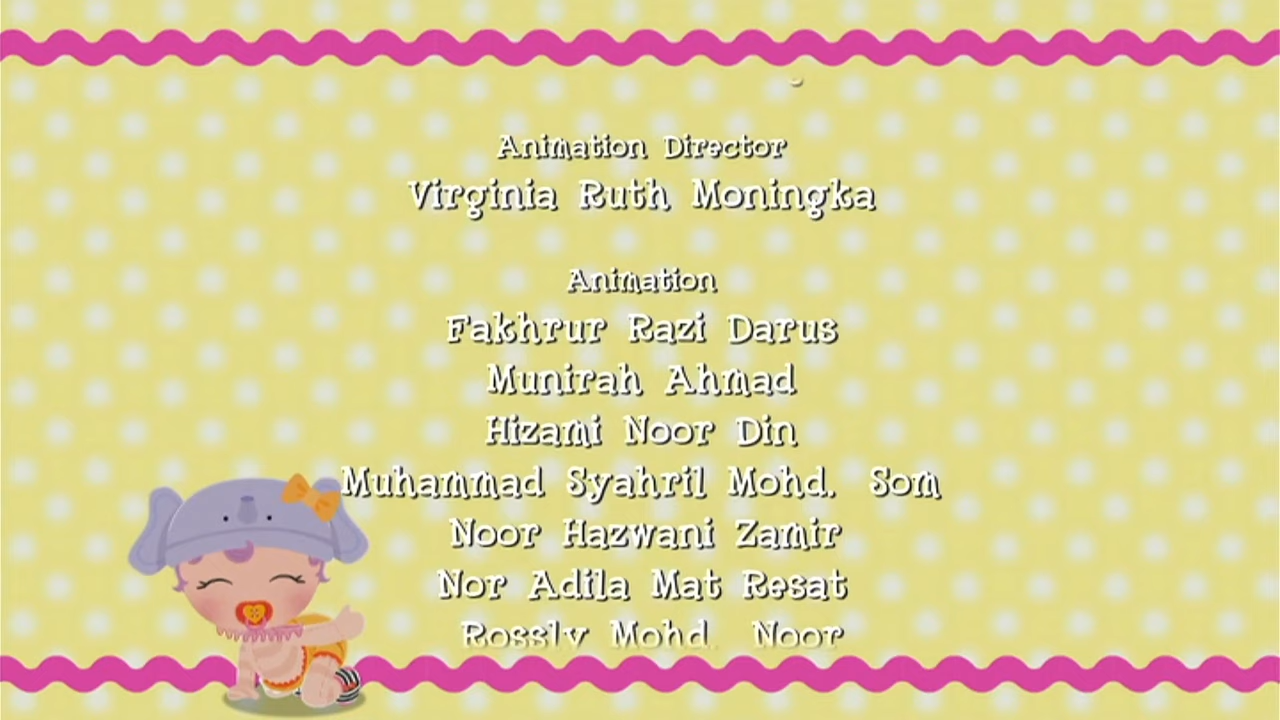 Animation Director
Virginia Ruth Moningka
Animation
Fakhrur Razi Darus
Munirah Ahmad
Hizami Noor Din
Muhammad Syahril Mohd. Som
Noor Hazwani Zamir
Nor Adila Mat Resat
Rossly Mohd. Noor